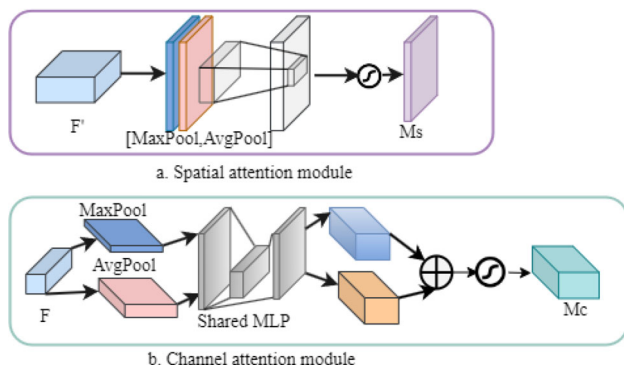 F'
[MaxPool,AvgPool]
Ms
a. Spatial attention module
MaxPool
AvgPool
F
Shared MLP
Mc
b. Channel attention module